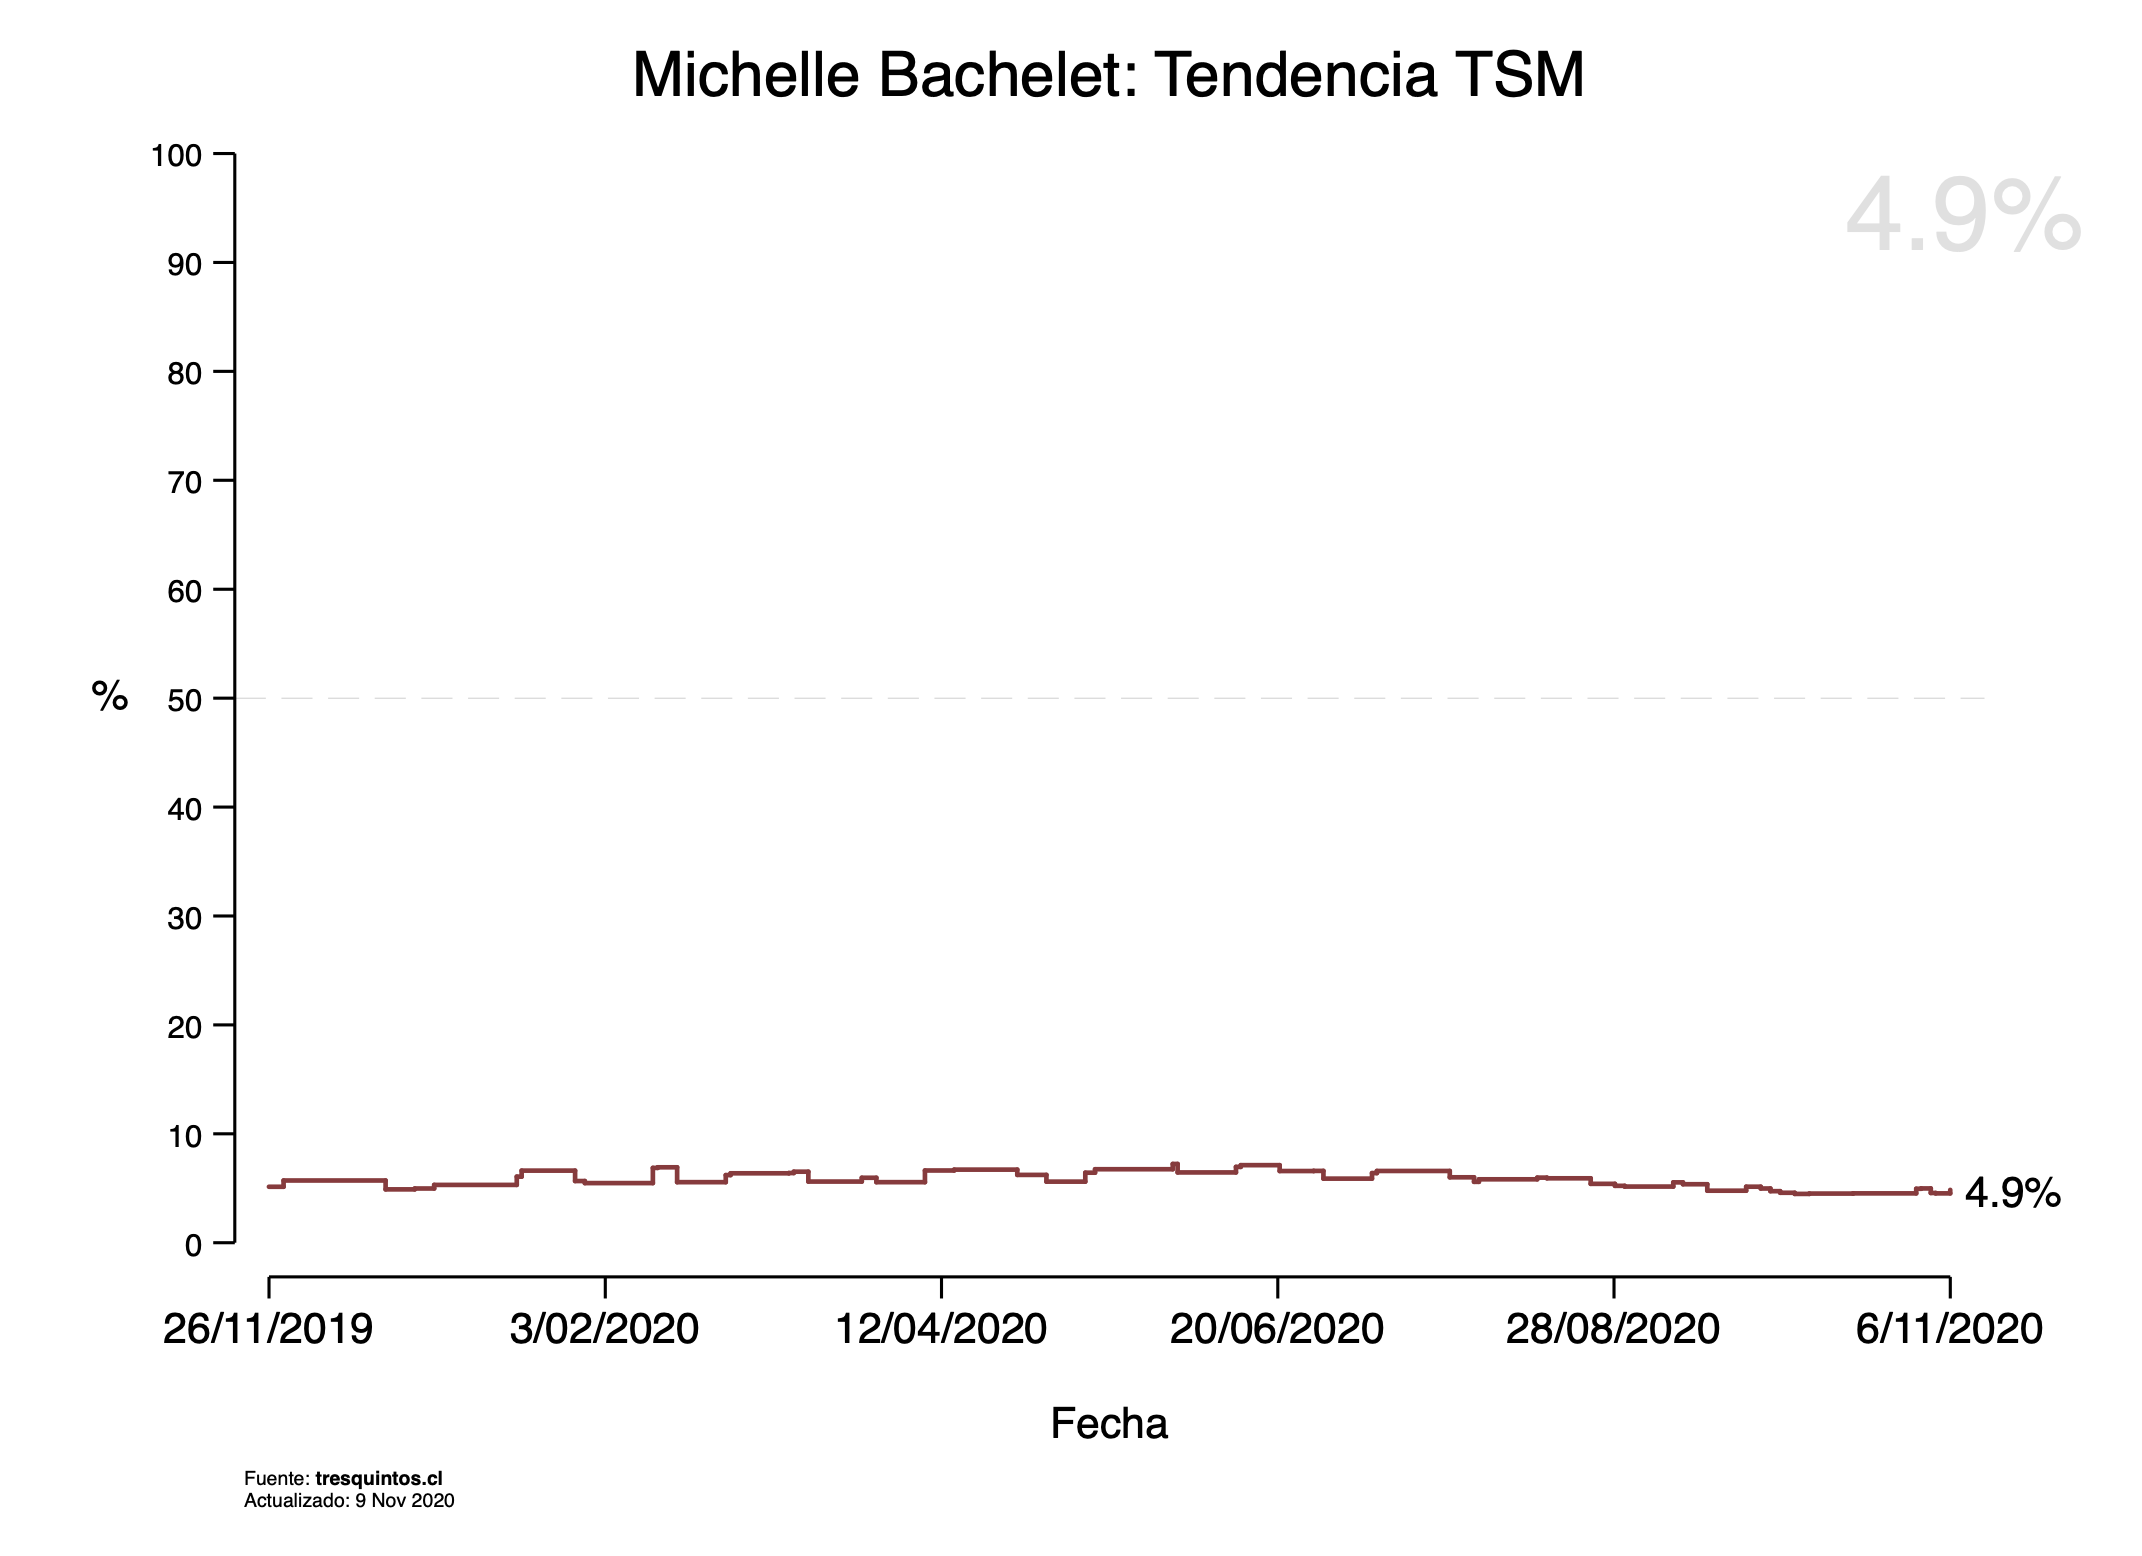 Michelle Bachelet: Tendencia TSM
4.9%
100
90
80
70
60
% 50
40
30
20
10
4.9%
0
26/11/2019 3/02/2020 12/04/2020 20/06/2020 28/08/2020 6/11/2020
Fecha
Fuente: tresquintos.cl
Actualizado: 9 Nov 2020